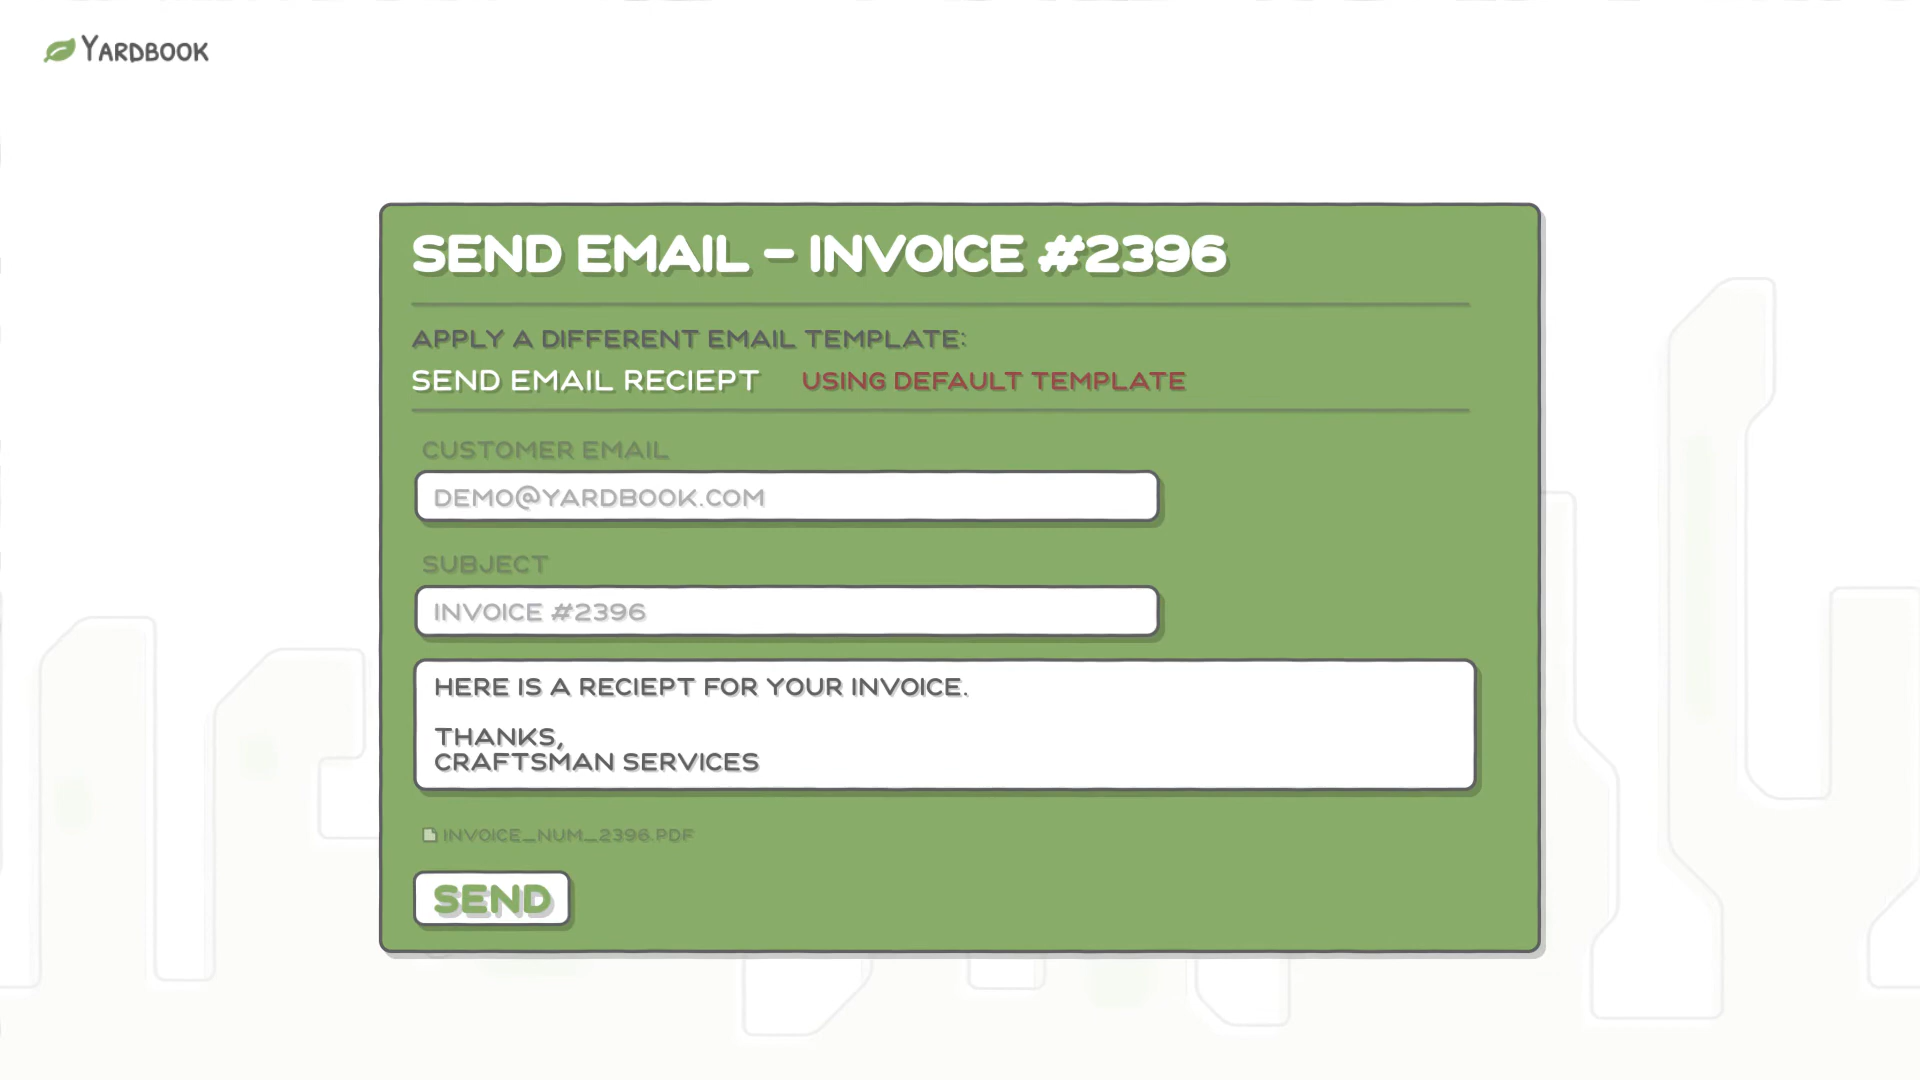 YARDBOOK
SEND EMAIL - INVOICE #2396
APPLY A DIFFERENT EMAIL TEMPLATE:
SEND EMAIL RECIEPT USING DEFAULT TEMPLATE
CUSTOMER EMAIL
DEMO@YARDBOOK.COM
SUBJECT
INVOICE #2396
HERE IS A RECIEPT FOR YOUR INVOICE.
THANKS,
CRAFTSMAN SERVICES
INVOICE_NUM_2396.PDF
SEND